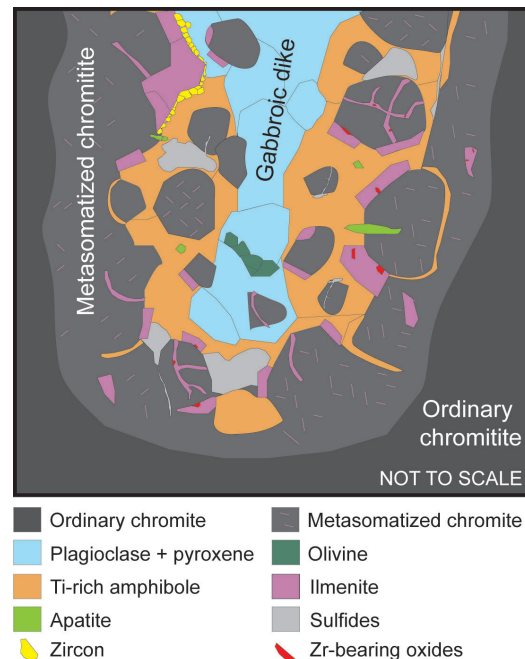 Metasomatized chromitite
Gabbroic dike
Ordinary
chromitite
NOT TO SCALE
Ordinary chromite
Metasomatized chromite
Plagioclase + pyroxene
Olivine
Ti-rich amphibole
Ilmenite
Apatite
Sulfides
Zircon
Zr-bearing oxides